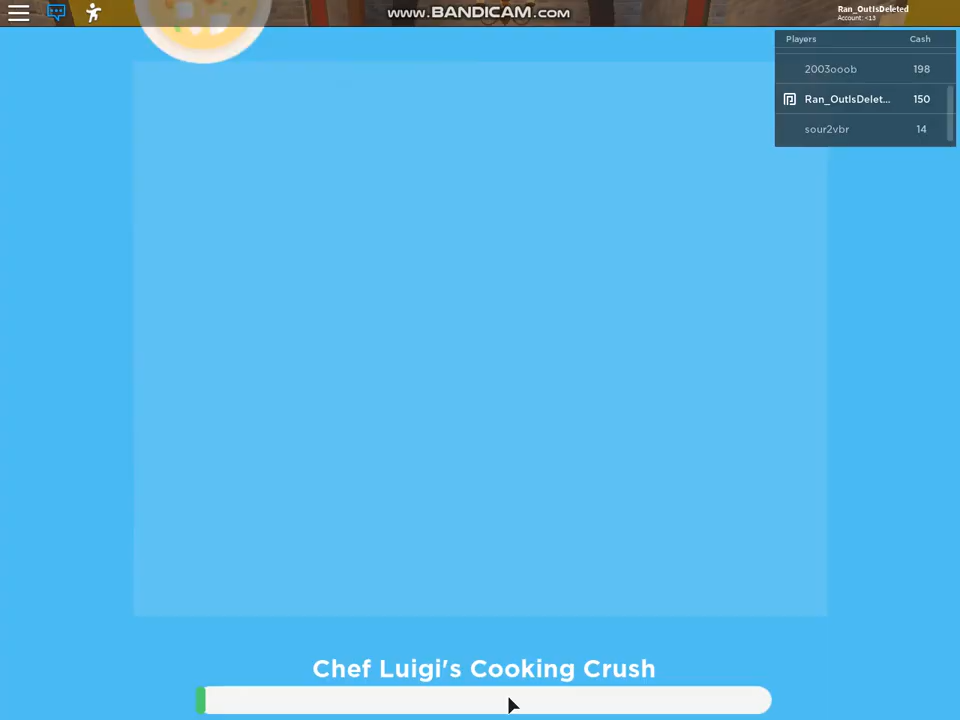 www.BANDICAM.com
Ran_OutIsDeleted
Account: <13
Players Cash
2003ooob 198
Ran_OutIsDelet... 150
sour2vbr 14
Chef Luigi's Cooking Crush